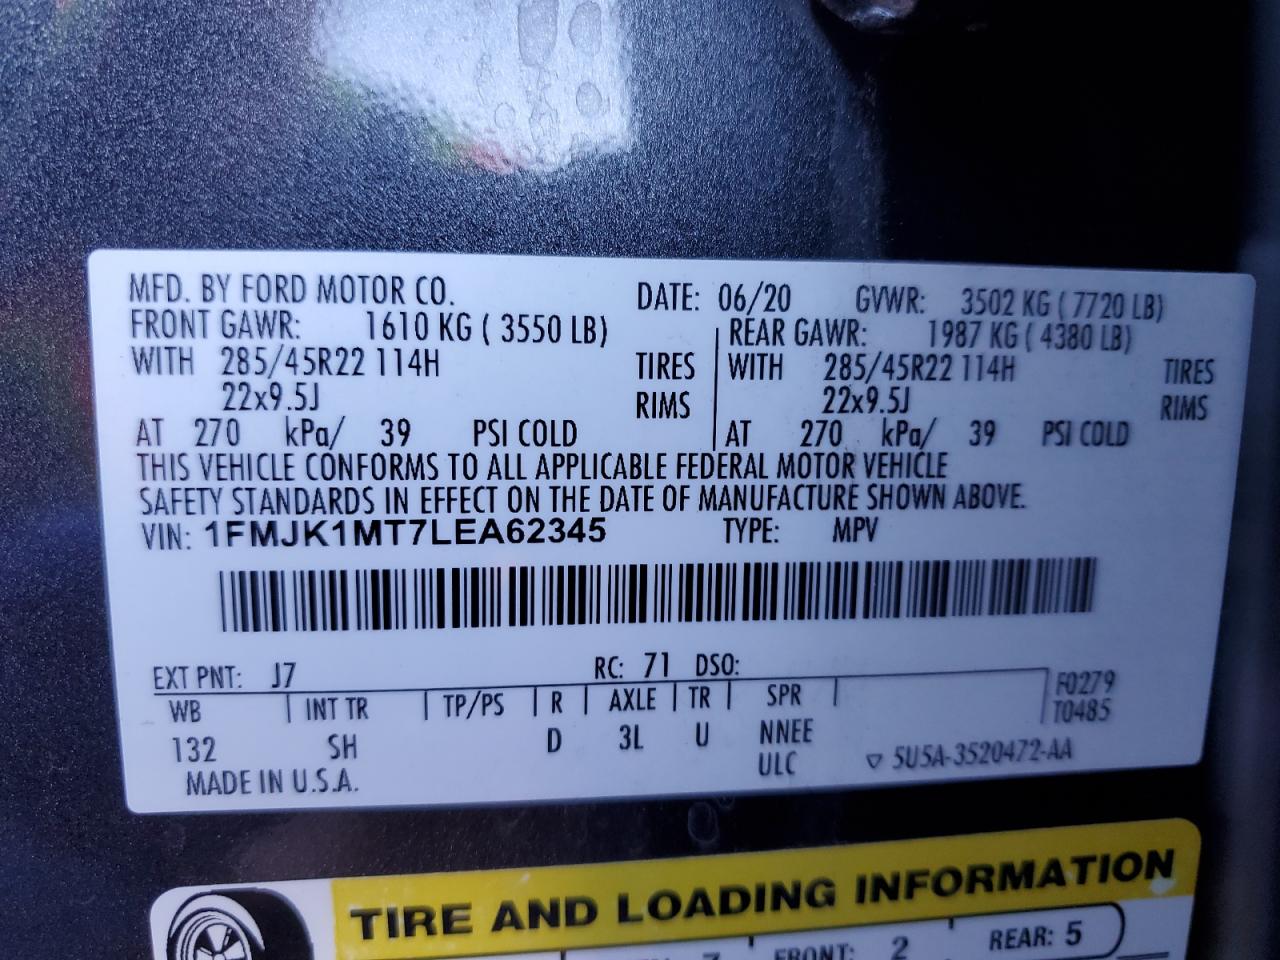 MFD. BY FORD MOTOR CO. DATE: 06/20 GVWR: 3502 KG ( 7720 LB)
FRONT GAWR: 1610 KG ( 3550 LB) REAR GAWR: 1987 KG ( 4380 LB)
WITH 285/45R22 114H TIRES WITH 285/45R22 114H TIRES
22x9.5J RIMS 22x9.5J RIMS
AT 270 kPa/ 39 PSI COLD AT 270 kPa/ 39 PSI COLD
THIS VEHICLE CONFORMS TO ALL APPLICABLE FEDERAL MOTOR VEHICLE
SAFETY STANDARDS IN EFFECT ON THE DATE OF MANUFACTURE SHOWN ABOVE.
VIN: 1FMJK1MT7LEA62345 TYPE: MPV
EXT PNT: J7 RC: 71 DSO:
WB INT TR TP/PS R AXLE TR SPR F0279
T0485
132 SH D 3L U NNEE
ULC ▽ 5U5A-3520472-AA
MADE IN U.S.A.
TIRE AND LOADING INFORMATION
7 FRONT: 2 REAR: 5